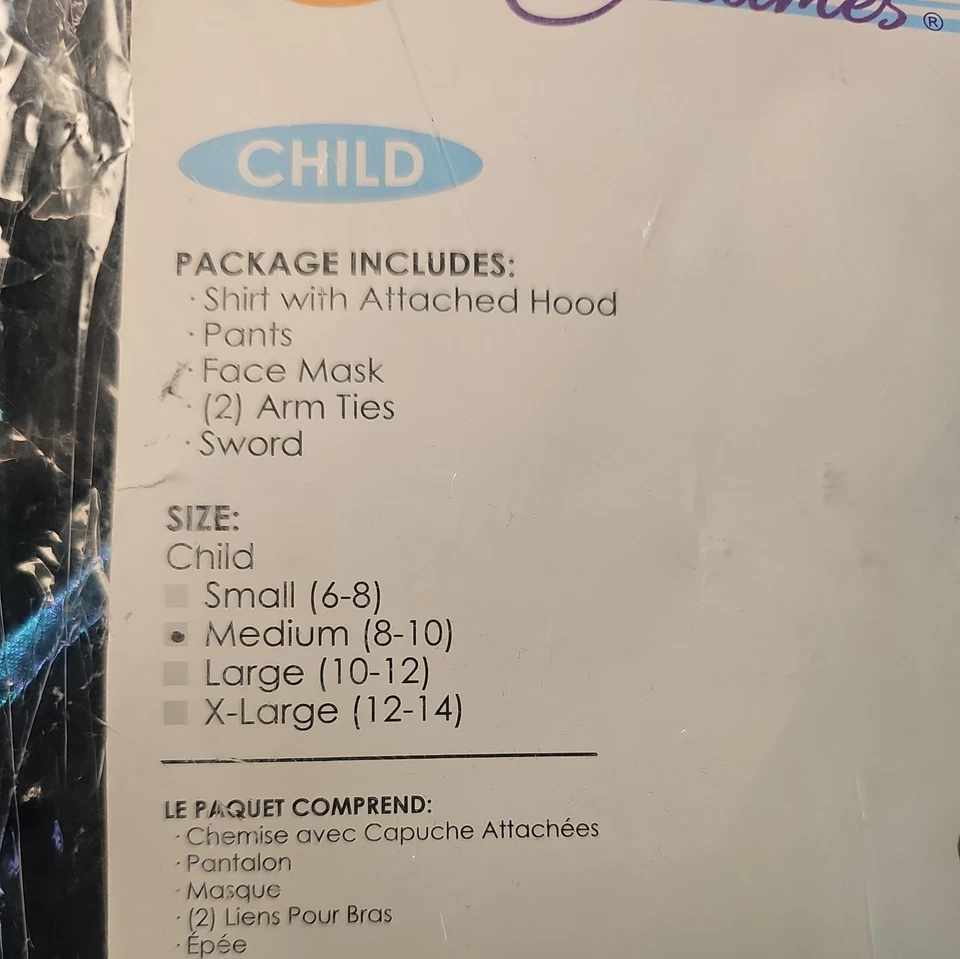 ®
CHILD
PACKAGE INCLUDES:
· Shirt with Attached Hood
· Pants
· Face Mask
· (2) Arm Ties
· Sword
SIZE:
Child
Small (6-8)
Medium (8-10)
Large (10-12)
X-Large (12-14)
LE PAQUET COMPREND:
· Chemise avec Capuche Attachées
· Pantalon
· Masque
· (2) Liens Pour Bras
· Épée